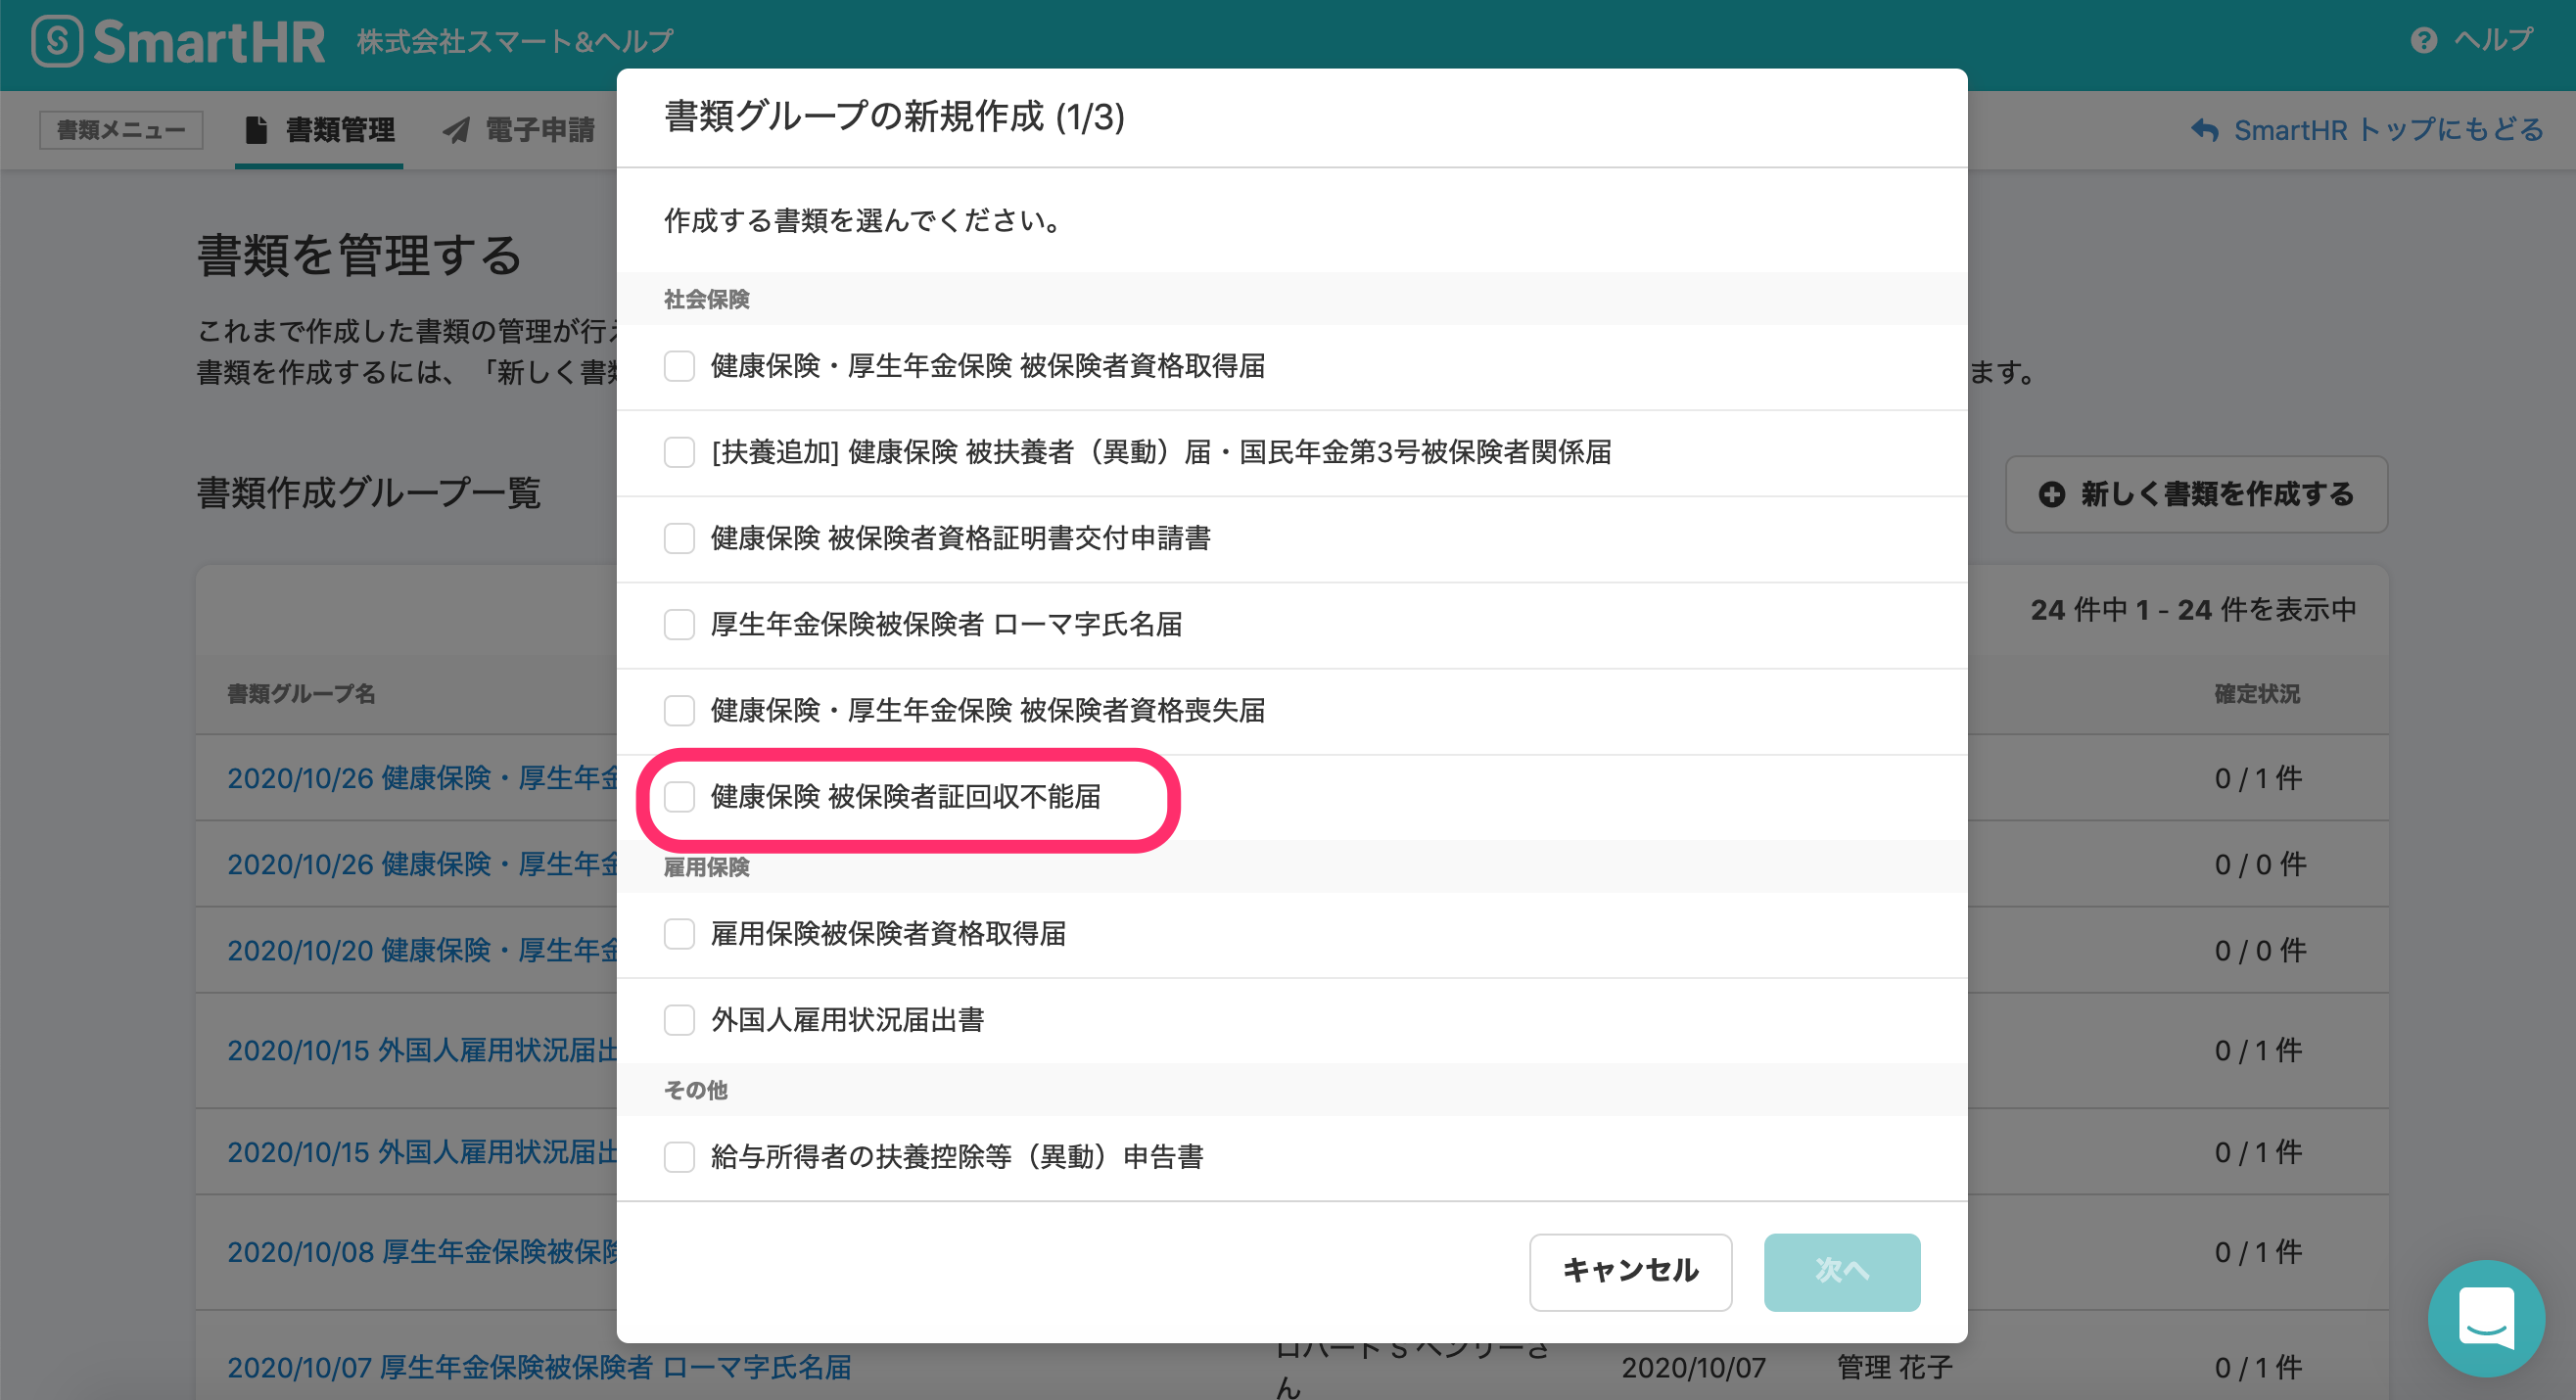 SmartHR 株式会社スマート&ヘルプ ヘルプ
書類メニュー 書類管理 電子申請 SmartHR トップにもどる
書類グループの新規作成 (1/3)
作成する書類を選んでください。
社会保険
健康保険・厚生年金保険 被保険者資格取得届
[扶養追加] 健康保険 被扶養者（異動）届・国民年金第3号被保険者関係届
健康保険 被保険者資格証明書交付申請書
厚生年金保険被保険者 ローマ字氏名届
健康保険・厚生年金保険 被保険者資格喪失届
健康保険 被保険者証回収不能届
雇用保険
雇用保険被保険者資格取得届
外国人雇用状況届出書
その他
給与所得者の扶養控除等（異動）申告書
キャンセル 次へ
書類を管理する
これまで作成した書類の管理が行
書類を作成するには、「新しく書 ます。
書類作成グループ一覧 新しく書類を作成する
24 件中 1 - 24 件を表示中
書類グループ名 確定状況
2020/10/26 健康保険・厚生年金 0 / 1 件
2020/10/26 健康保険・厚生年金 0 / 0 件
2020/10/20 健康保険・厚生年金 0 / 0 件
2020/10/15 外国人雇用状況届出 0 / 1 件
2020/10/15 外国人雇用状況届出 0 / 1 件
2020/10/08 厚生年金保険被保険 0 / 1 件
2020/10/07 厚生年金保険被保険者 ローマ字氏名届 ロバート S ヘンリーさん 2020/10/07 管理 花子 0 / 1 件